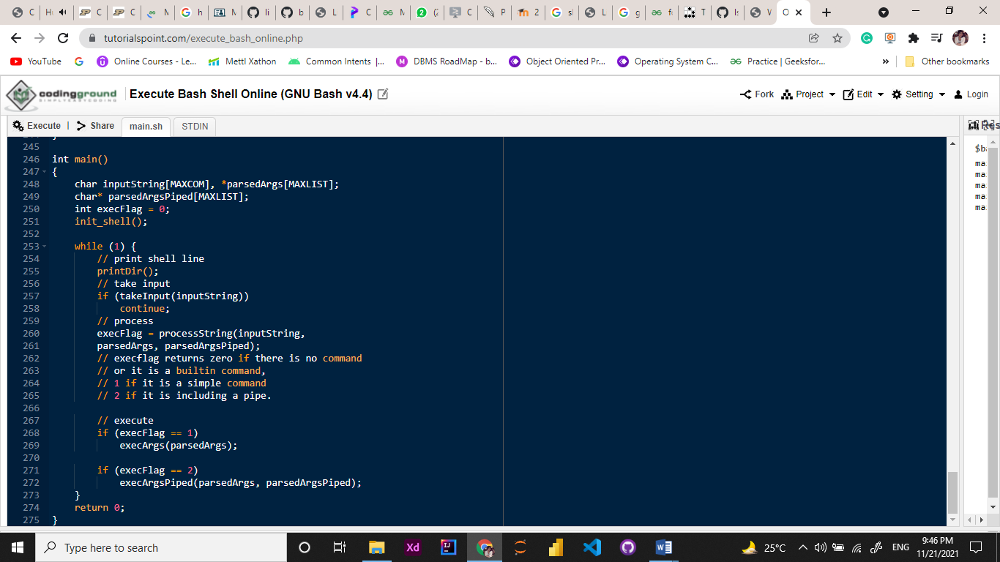 tutorialspoint.com/execute_bash_online.php
YouTube
Online Courses - Le...
Mettl Xathon
Common Intents |...
DBMS RoadMap - b...
Object Oriented Pr...
Operating System C...
Practice | Geeksfor...
»
Other bookmarks
codingground
SIMPLYEASYCODING
Execute Bash Shell Online (GNU Bash v4.4)
Fork
Project
Edit
Setting
Login
Execute | Share
main.sh
STDIN
Res
$ba
245
246 int main()
247 {
248 char inputString[MAXCOM], *parsedArgs[MAXLIST];
249 char* parsedArgsPiped[MAXLIST];
250 int execFlag = 0;
251 init_shell();
252
253 while (1) {
254 // print shell line
255 printDir();
256 // take input
257 if (takeInput(inputString))
258 continue;
259 // process
260 execFlag = processString(inputString,
261 parsedArgs, parsedArgsPiped);
262 // execflag returns zero if there is no command
263 // or it is a builtin command,
264 // 1 if it is a simple command
265 // 2 if it is including a pipe.
266
267 // execute
268 if (execFlag == 1)
269 execArgs(parsedArgs);
270
271 if (execFlag == 2)
272 execArgsPiped(parsedArgs, parsedArgsPiped);
273 }
274 return 0;
275 }
mai
mai
mai
mai
mai
Type here to search
Xd
25°C
ENG
9:46 PM
11/21/2021